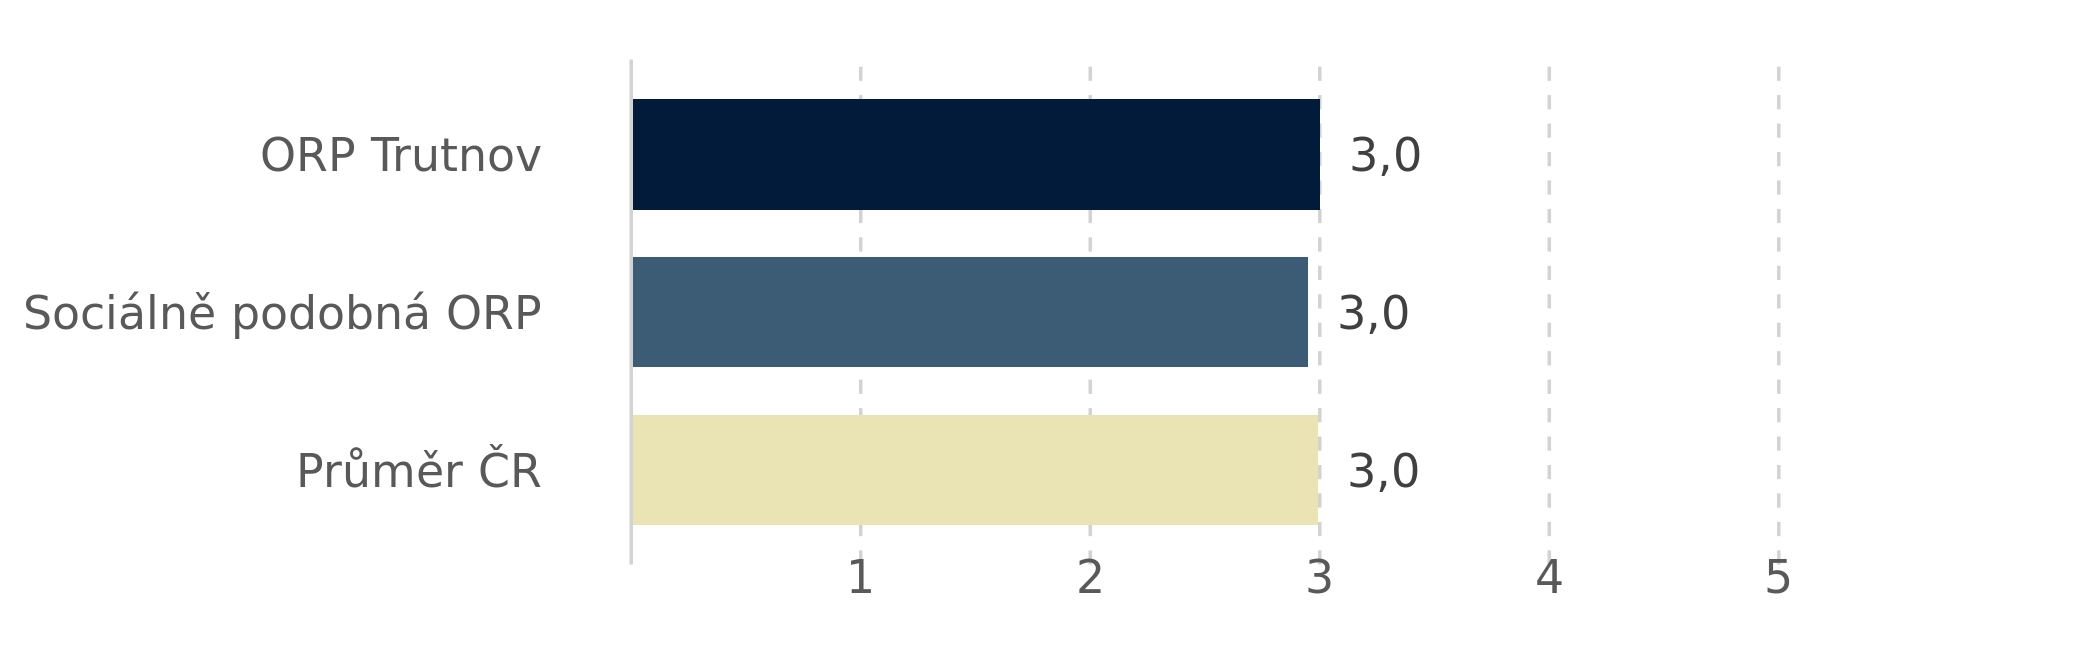 ORP Trutnov 3,0
Sociálně podobná ORP 3,0
Průměr ČR 3,0
1 2 3 4 5